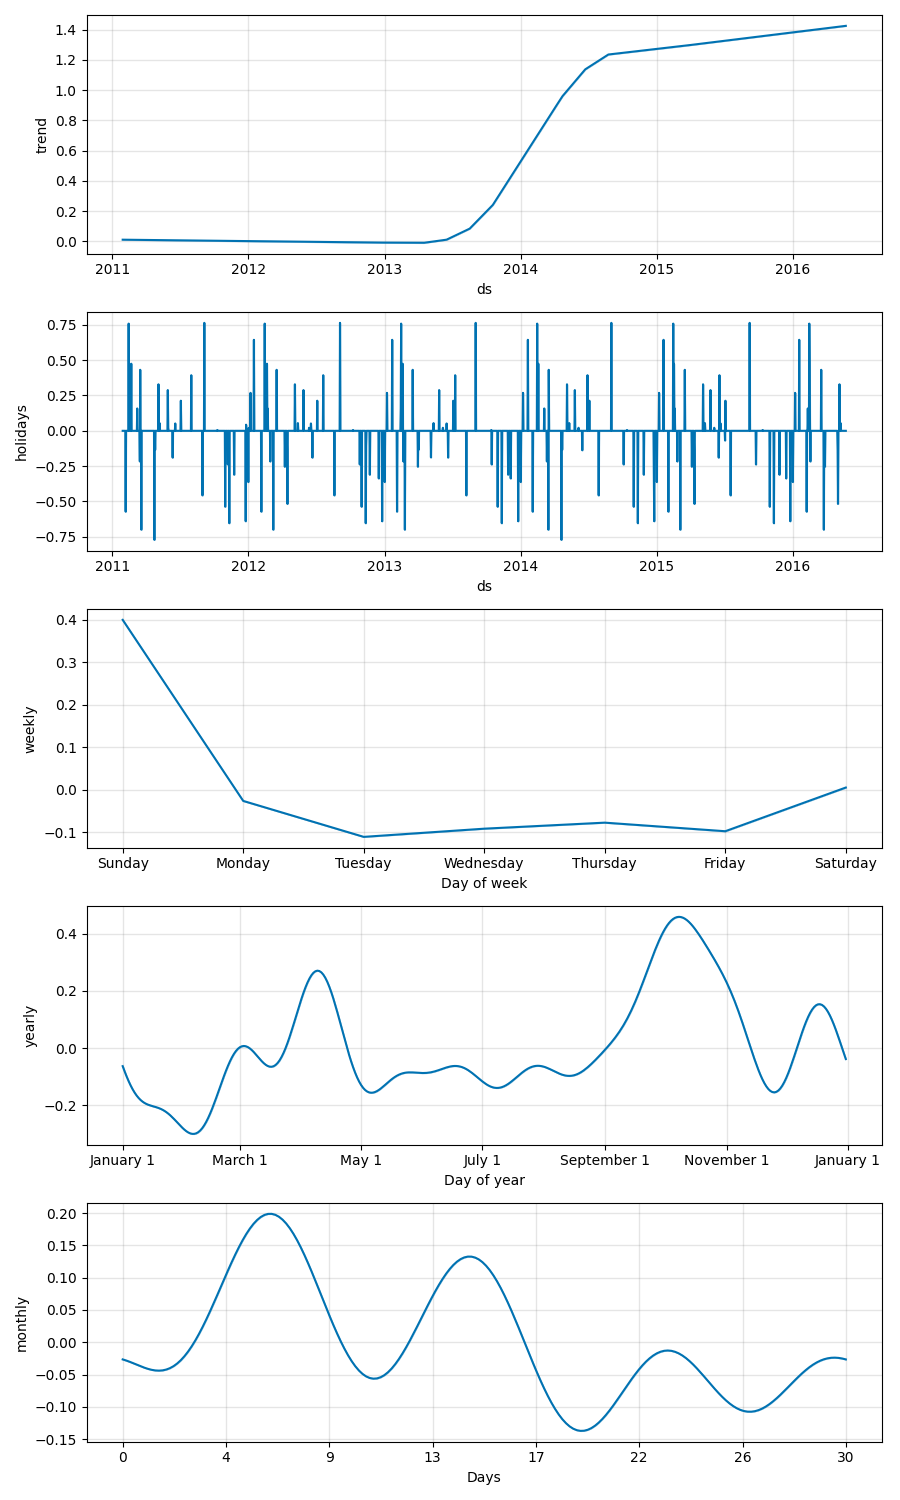 1.4
1.2
1.0
0.8
0.6
0.4
0.2
0.0
trend
2011 2012 2013 2014 2015 2016
ds
0.75
0.50
0.25
0.00
−0.25
−0.50
−0.75
holidays
2011 2012 2013 2014 2015 2016
ds
0.4
0.3
0.2
0.1
0.0
−0.1
weekly
Sunday Monday Tuesday Wednesday Thursday Friday Saturday
Day of week
0.4
0.2
0.0
−0.2
yearly
January 1 March 1 May 1 July 1 September 1 November 1 January 1
Day of year
0.20
0.15
0.10
0.05
0.00
−0.05
−0.10
−0.15
monthly
0 4 9 13 17 22 26 30
Days